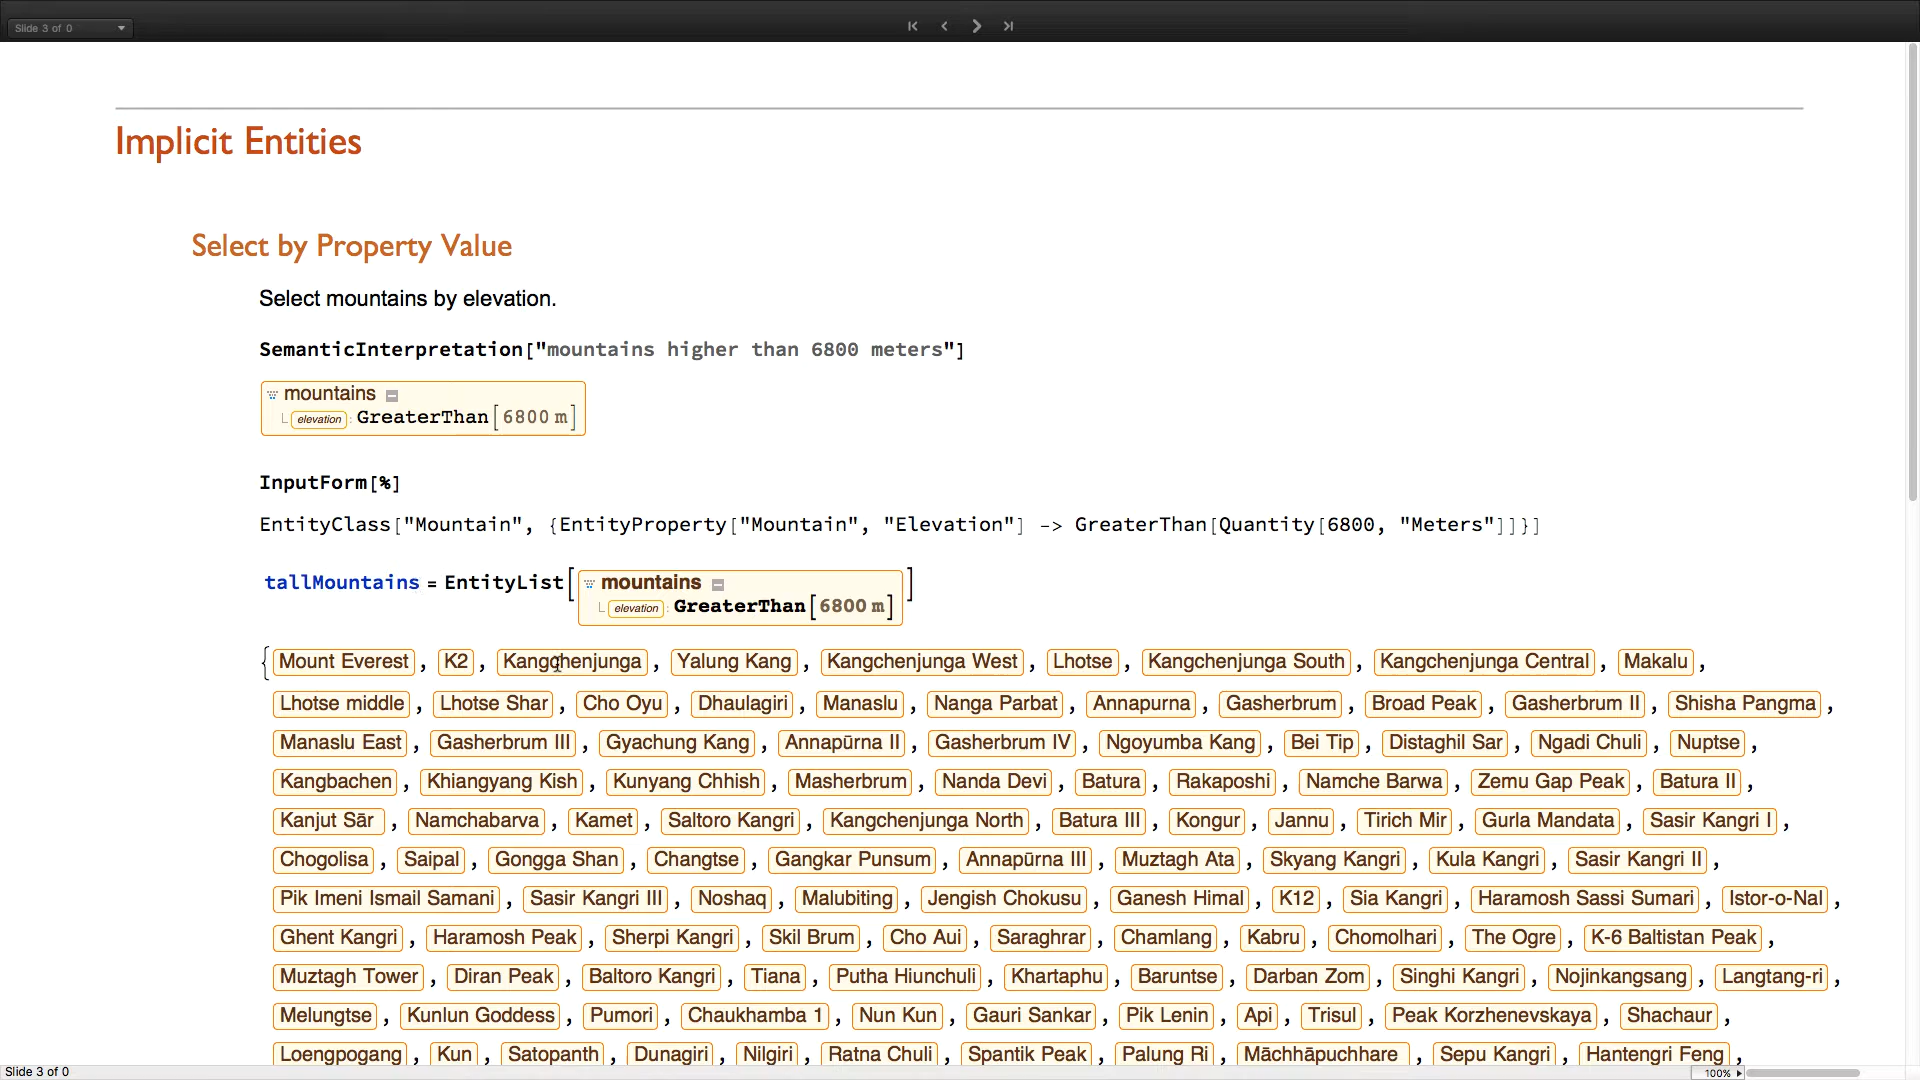 Slide 3 of 0
Implicit Entities
Select by Property Value
Select mountains by elevation.
SemanticInterpretation["mountains higher than 6800 meters"]
mountains
elevation : GreaterThan[6800 m]
InputForm[%]
EntityClass["Mountain", {EntityProperty["Mountain", "Elevation"] -> GreaterThan[Quantity[6800, "Meters"]]}]
tallMountains = EntityList[ mountains ]
elevation : GreaterThan[6800 m]
{ Mount Everest , K2 , Kangchenjunga , Yalung Kang , Kangchenjunga West , Lhotse , Kangchenjunga South , Kangchenjunga Central , Makalu ,
Lhotse middle , Lhotse Shar , Cho Oyu , Dhaulagiri , Manaslu , Nanga Parbat , Annapurna , Gasherbrum , Broad Peak , Gasherbrum II , Shisha Pangma ,
Manaslu East , Gasherbrum III , Gyachung Kang , Annapūrna II , Gasherbrum IV , Ngoyumba Kang , Bei Tip , Distaghil Sar , Ngadi Chuli , Nuptse ,
Kangbachen , Khiangyang Kish , Kunyang Chhish , Masherbrum , Nanda Devi , Batura , Rakaposhi , Namche Barwa , Zemu Gap Peak , Batura II ,
Kanjut Sār , Namchabarva , Kamet , Saltoro Kangri , Kangchenjunga North , Batura III , Kongur , Jannu , Tirich Mir , Gurla Mandata , Sasir Kangri I ,
Chogolisa , Saipal , Gongga Shan , Changtse , Gangkar Punsum , Annapūrna III , Muztagh Ata , Skyang Kangri , Kula Kangri , Sasir Kangri II ,
Pik Imeni Ismail Samani , Sasir Kangri III , Noshaq , Malubiting , Jengish Chokusu , Ganesh Himal , K12 , Sia Kangri , Haramosh Sassi Sumari , Istor-o-Nal ,
Ghent Kangri , Haramosh Peak , Sherpi Kangri , Skil Brum , Cho Aui , Saraghrar , Chamlang , Kabru , Chomolhari , The Ogre , K-6 Baltistan Peak ,
Muztagh Tower , Diran Peak , Baltoro Kangri , Tiana , Putha Hiunchuli , Khartaphu , Baruntse , Darban Zom , Singhi Kangri , Nojinkangsang , Langtang-ri ,
Melungtse , Kunlun Goddess , Pumori , Chaukhamba 1 , Nun Kun , Gauri Sankar , Pik Lenin , Api , Trisul , Peak Korzhenevskaya , Shachaur ,
Loengpogang , Kun , Satopanth , Dunagiri , Nilgiri , Ratna Chuli , Spantik Peak , Palung Ri , Māchhāpuchhare , Sepu Kangri , Hantengri Feng ,
Slide 3 of 0
100%